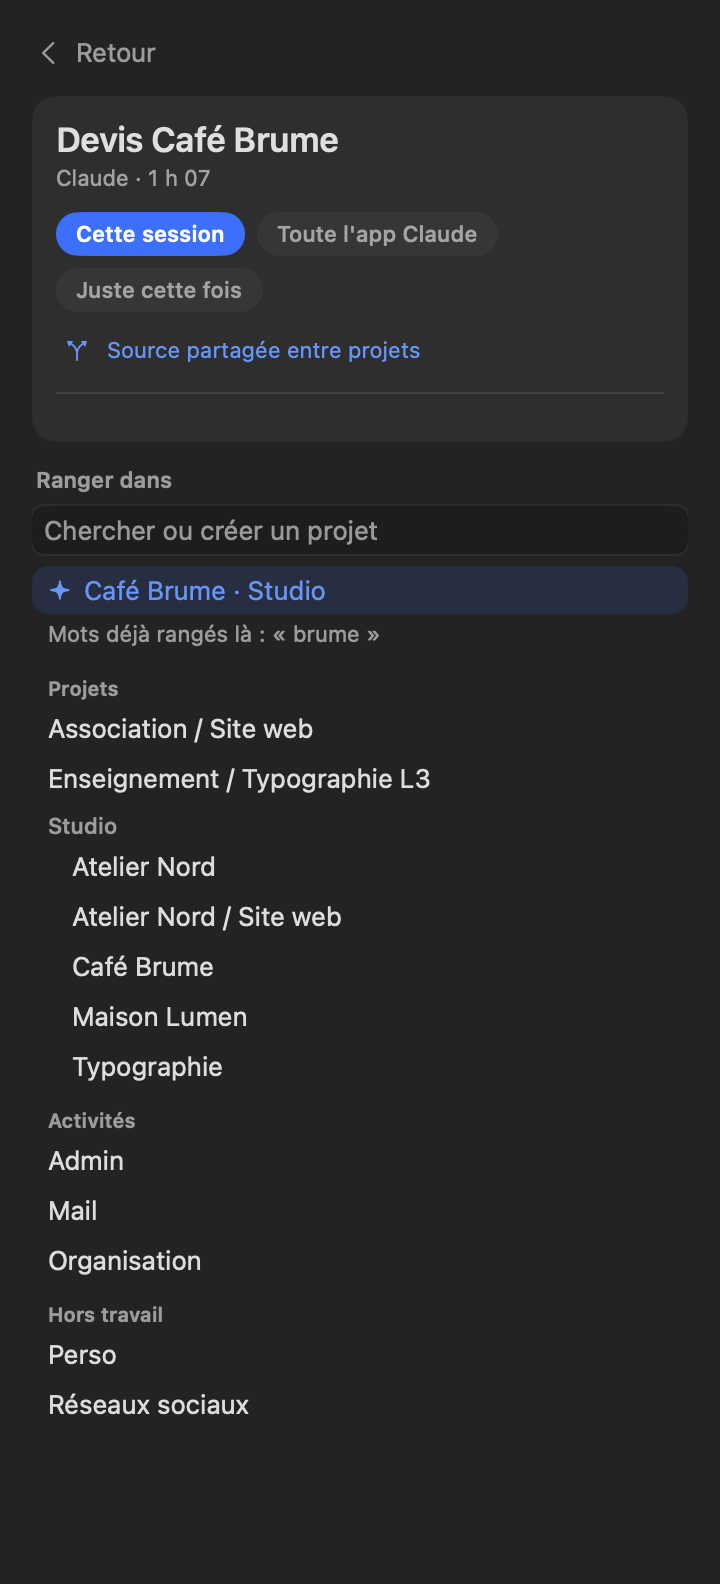 Retour
Devis Café Brume
Claude · 1 h 07
Cette session
Toute l'app Claude
Juste cette fois
Source partagée entre projets
Ranger dans
Chercher ou créer un projet
Café Brume · Studio
Mots déjà rangés là : « brume »
Projets
Association / Site web
Enseignement / Typographie L3
Studio
Atelier Nord
Atelier Nord / Site web
Café Brume
Maison Lumen
Typographie
Activités
Admin
Mail
Organisation
Hors travail
Perso
Réseaux sociaux